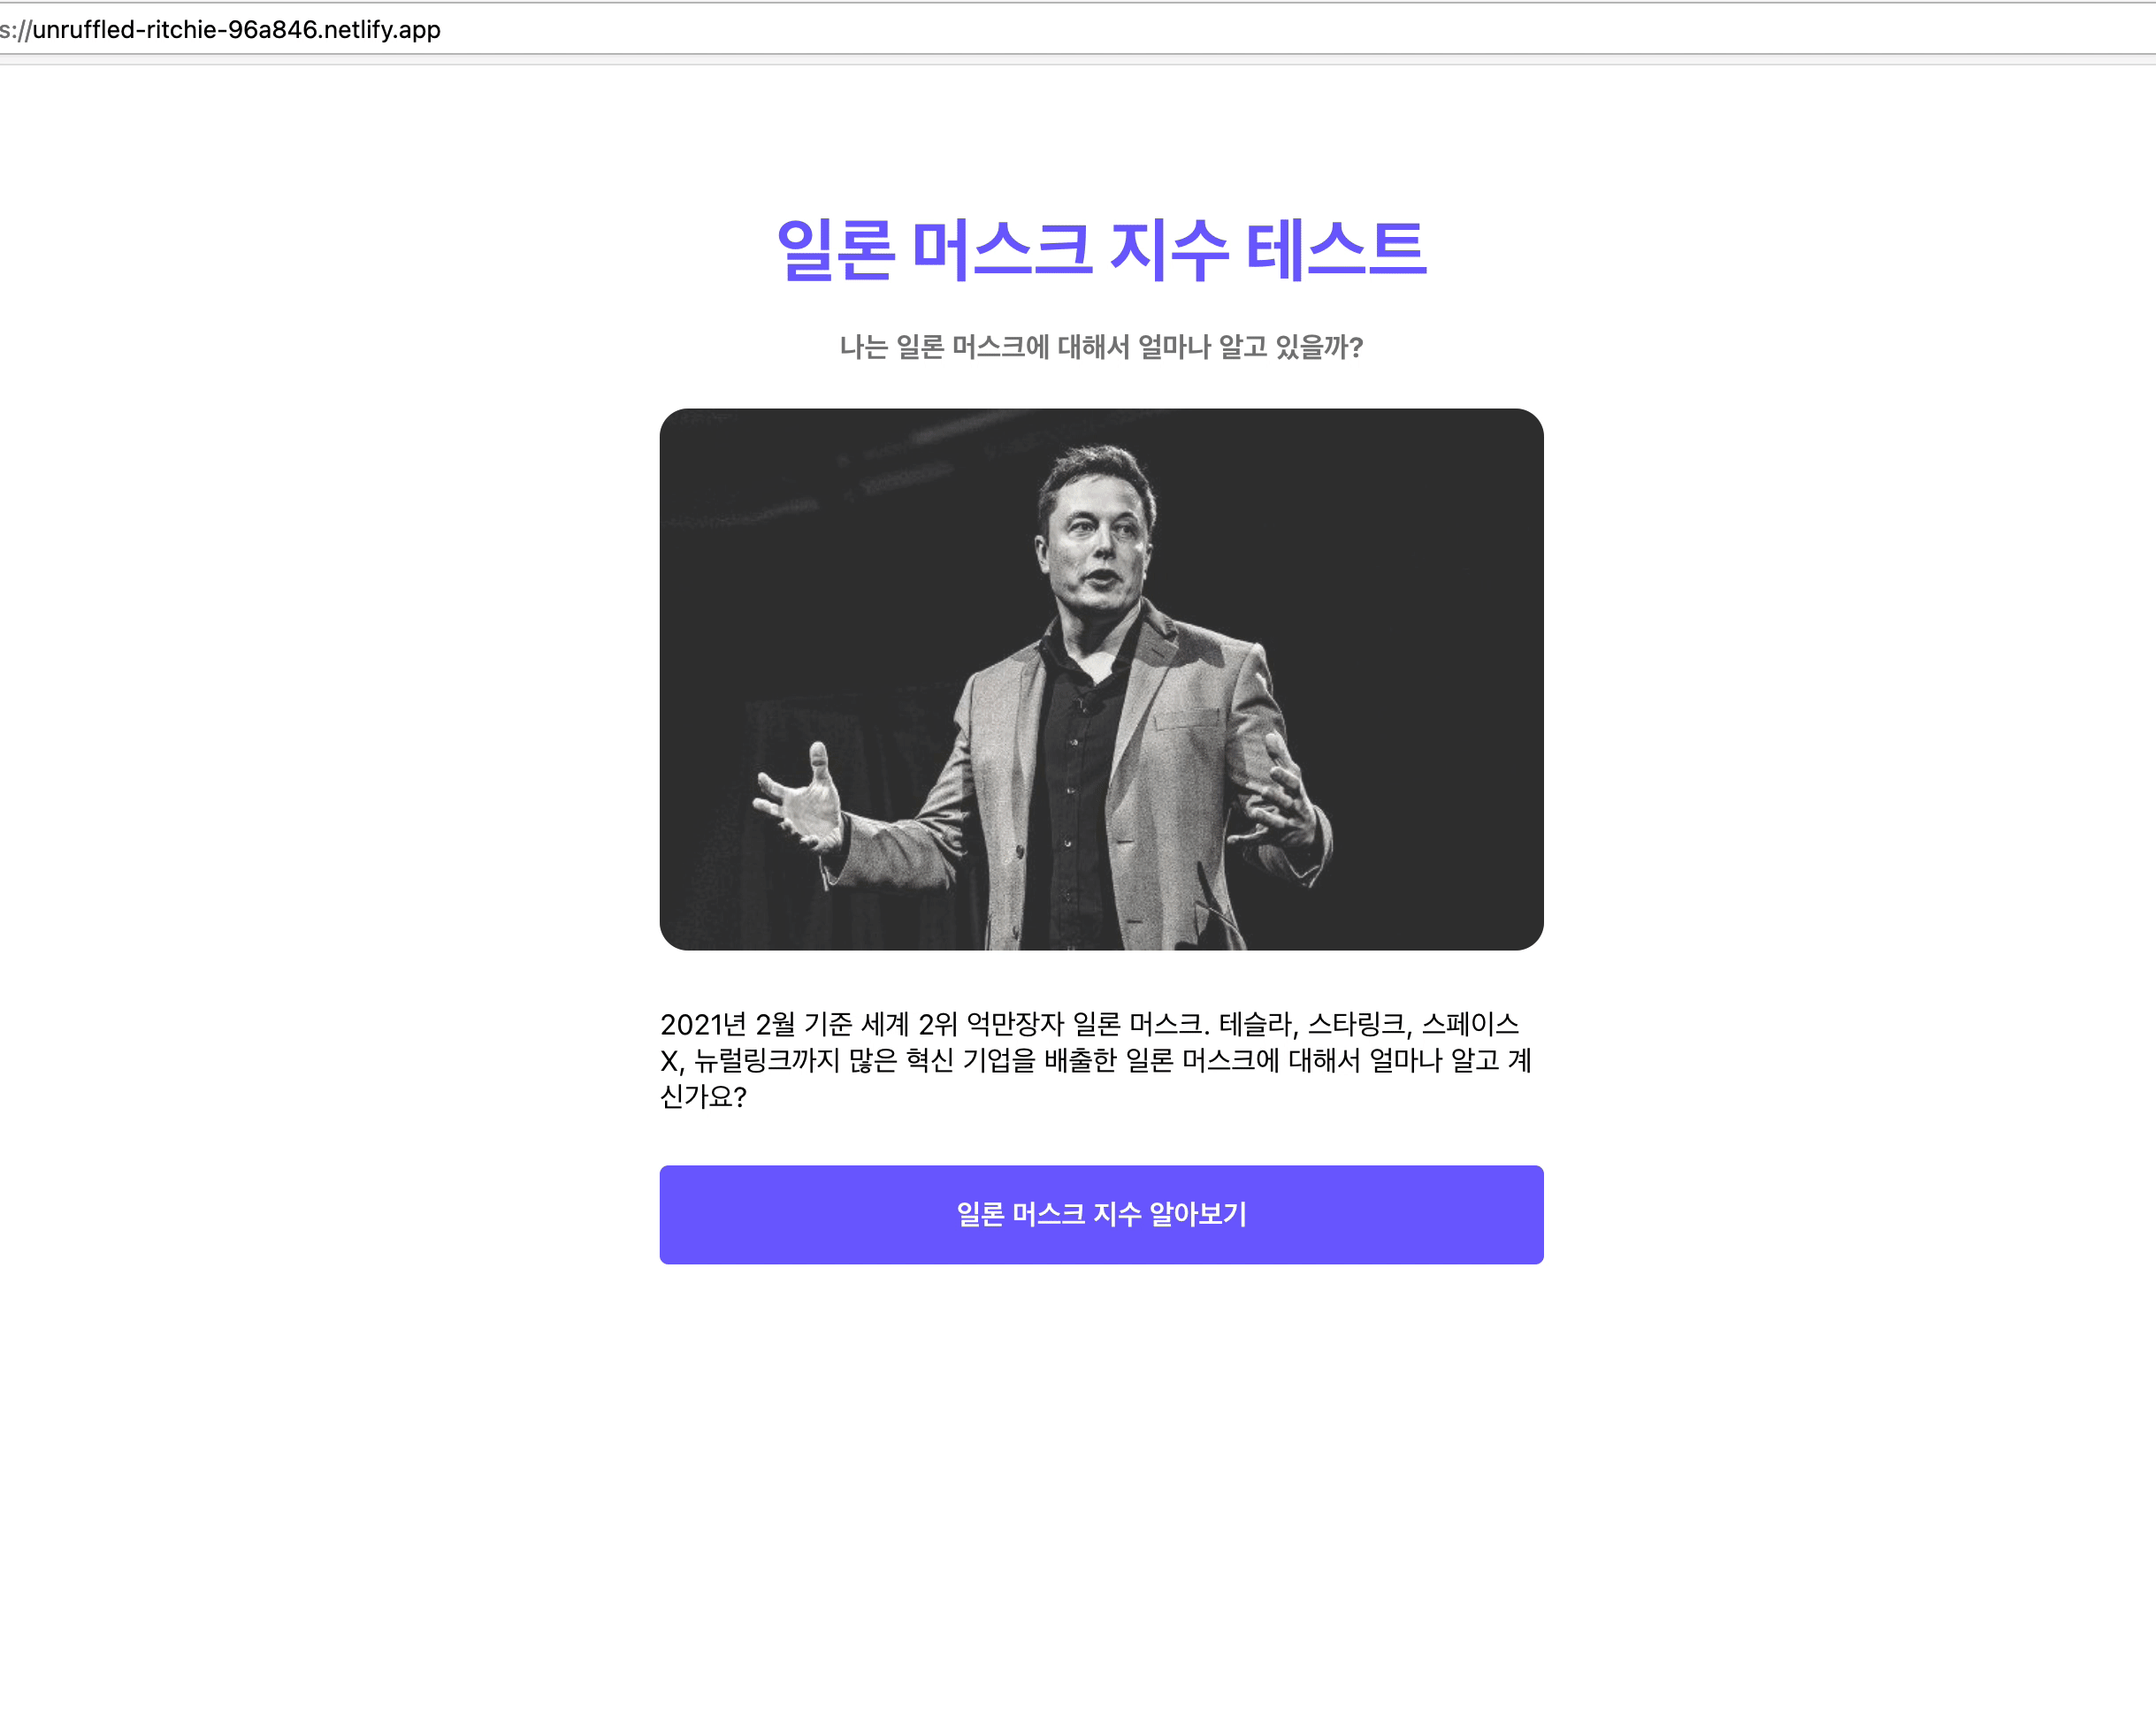 s://unruffled-ritchie-96a846.netlify.app
일론 머스크 지수 테스트
나는 일론 머스크에 대해서 얼마나 알고 있을까?
2021년 2월 기준 세계 2위 억만장자 일론 머스크. 테슬라, 스타링크, 스페이스
X, 뉴럴링크까지 많은 혁신 기업을 배출한 일론 머스크에 대해서 얼마나 알고 계
신가요?
일론 머스크 지수 알아보기